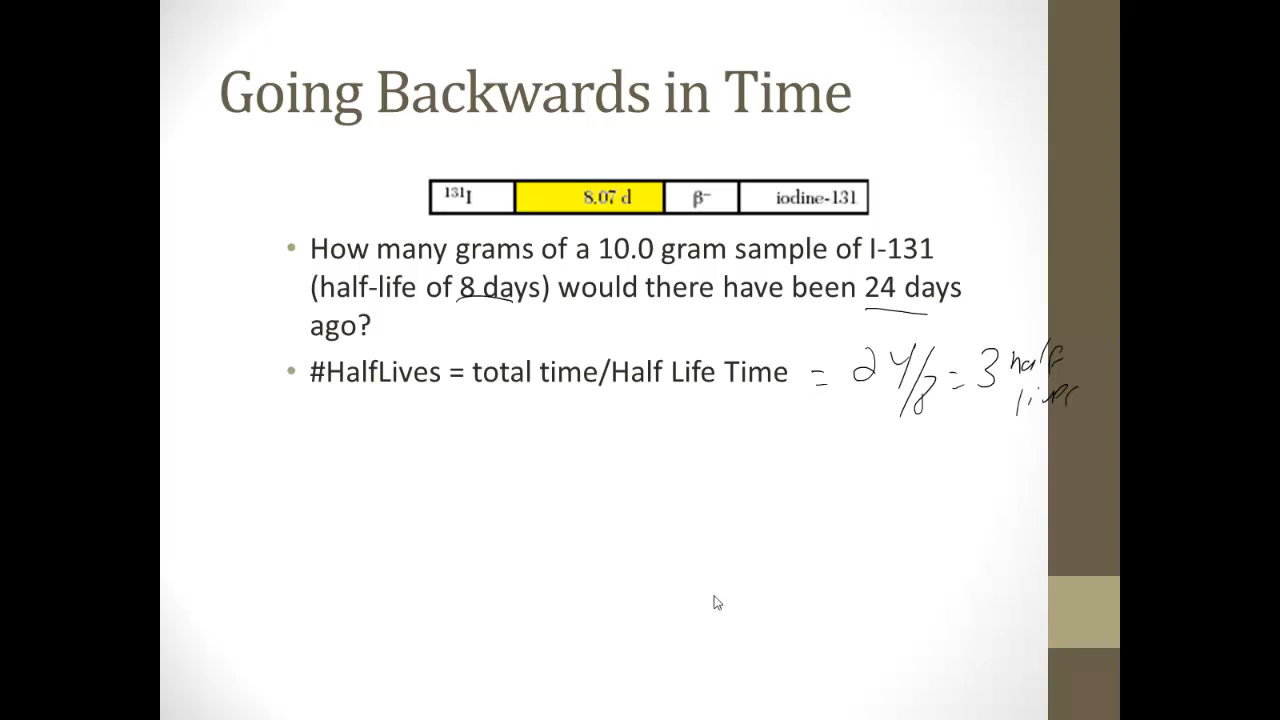 Going Backwards in Time
¹³¹I 8.07 d β⁻ iodine-131
• How many grams of a 10.0 gram sample of I-131
(half-life of 8 days) would there have been 24 days
ago?
• #HalfLives = total time/Half Life Time = 24/8 = 3 half
lives